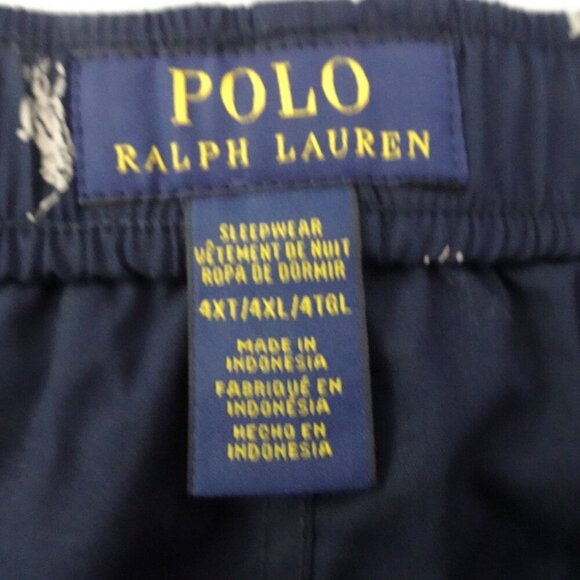 POLO
RALPH LAUREN
SLEEPWEAR
VÊTEMENT DE NUIT
ROPA DE DORMIR
4XT/4XL/4TGL
MADE IN
INDONESIA
FABRIQUÉ EN
INDONÉSIA
HECHO EN
INDONESIA